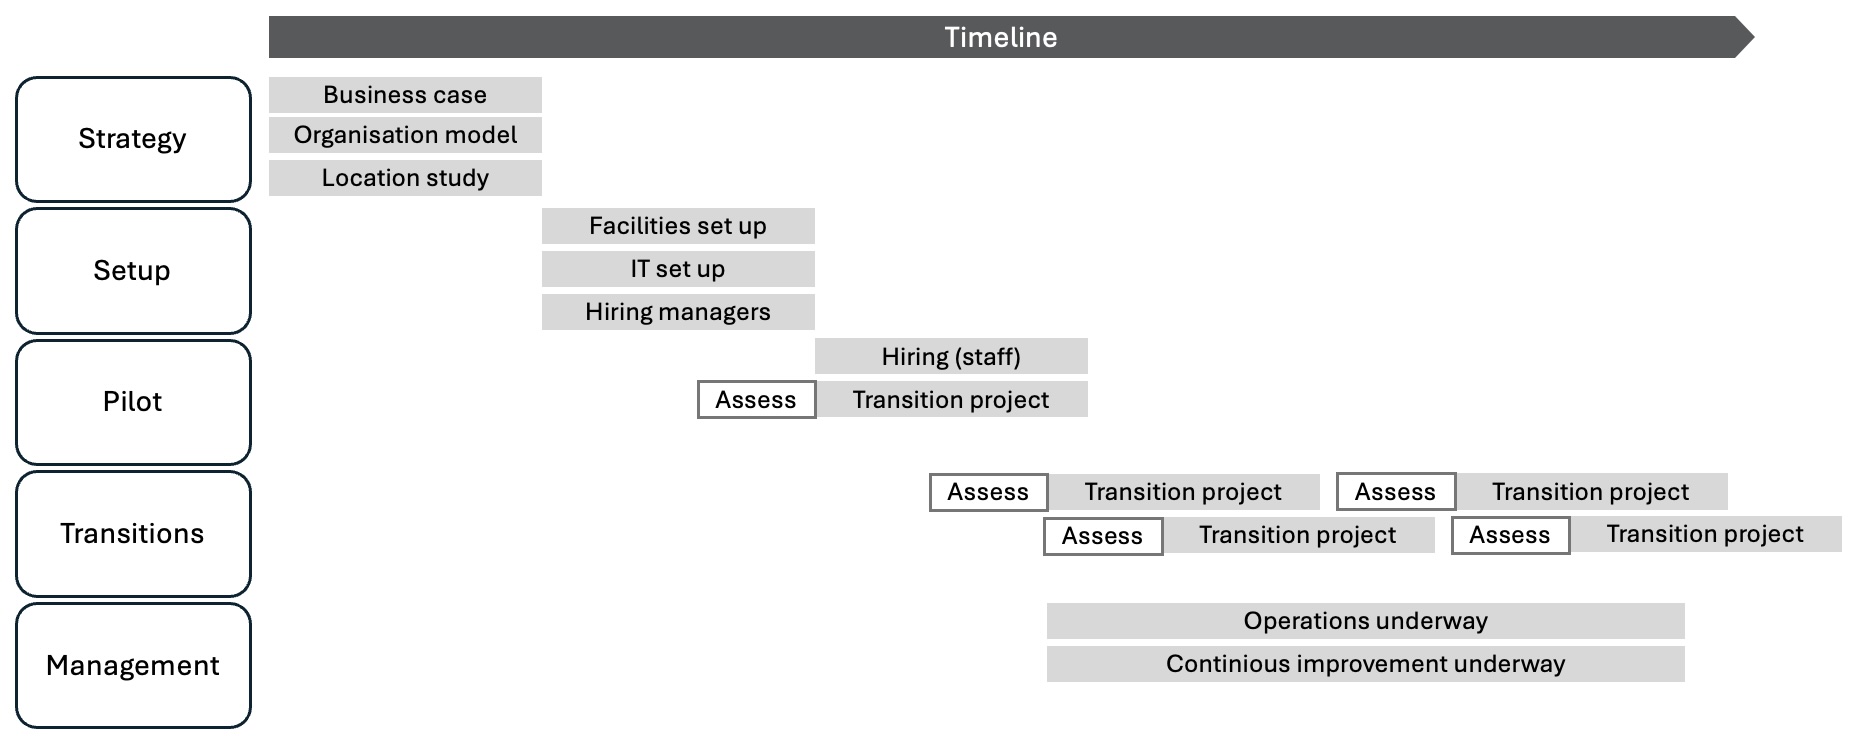 Timeline
Strategy
Business case
Organisation model
Location study
Setup
Facilities set up
IT set up
Hiring managers
Pilot
Hiring (staff)
Assess Transition project
Transitions
Assess Transition project Assess Transition project
Assess Transition project Assess Transition project
Management
Operations underway
Continious improvement underway